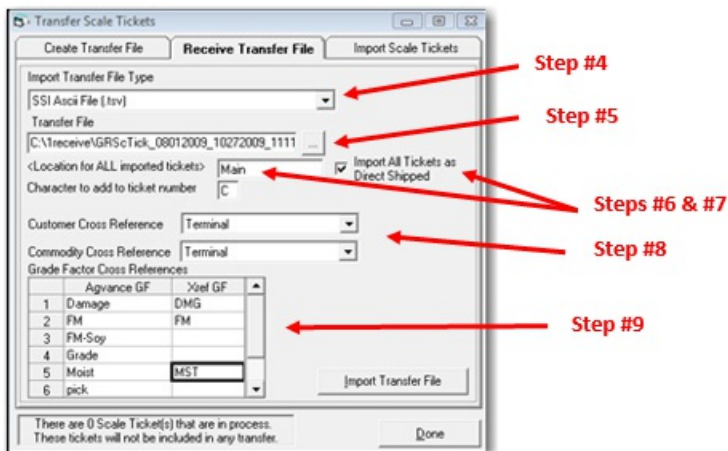 Transfer Scale Tickets
Create Transfer File
Receive Transfer File
Import Scale Tickets
Import Transfer File Type
SSI Ascii File (.tsv)
Step #4
Transfer File
C:\1receive\GRScTick_08012009_10272009_1111
...
Step #5
<Location for ALL imported tickets>
Main
Import All Tickets as
Direct Shipped
Character to add to ticket number
C
Steps #6 & #7
Customer Cross Reference
Terminal
Commodity Cross Reference
Terminal
Step #8
Grade Factor Cross References
Agvance GF Xref GF
1 Damage DMG
2 FM FM
3 FM-Soy
4 Grade
5 Moist MST
6 pick
Step #9
Import Transfer File
There are 0 Scale Ticket(s) that are in process.
These tickets will not be included in any transfer.
Done